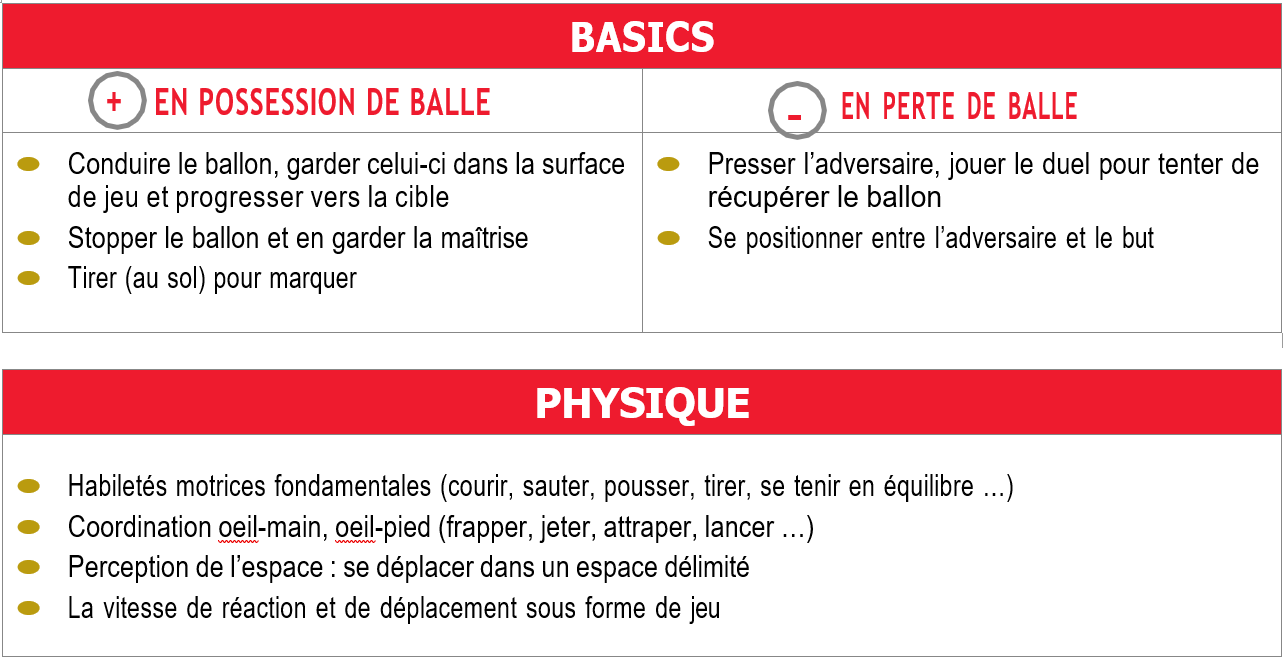 BASICS
+ EN POSSESSION DE BALLE
- EN PERTE DE BALLE
Conduire le ballon, garder celui-ci dans la surface
de jeu et progresser vers la cible
Stopper le ballon et en garder la maîtrise
Tirer (au sol) pour marquer
Presser l’adversaire, jouer le duel pour tenter de
récupérer le ballon
Se positionner entre l’adversaire et le but
PHYSIQUE
Habiletés motrices fondamentales (courir, sauter, pousser, tirer, se tenir en équilibre …)
Coordination oeil-main, oeil-pied (frapper, jeter, attraper, lancer …)
Perception de l’espace : se déplacer dans un espace délimité
La vitesse de réaction et de déplacement sous forme de jeu